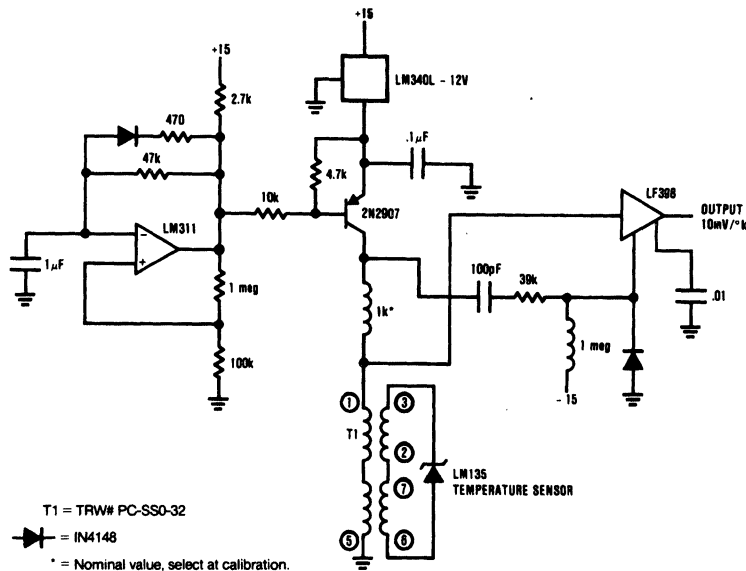 +15
+15
LM340L - 12V
2.7k
470
47k
4.7k
.1µF
LF398
OUTPUT
10mV/°k
10k
2N2907
LM311
-
+
1µF
100pF
39k
.01
1 meg
1k*
1 meg
100k
- 15
1
3
T1
2
7
LM135
TEMPERATURE SENSOR
5
6
T1 = TRW# PC-SS0-32
= IN4148
* = Nominal value, select at calibration.